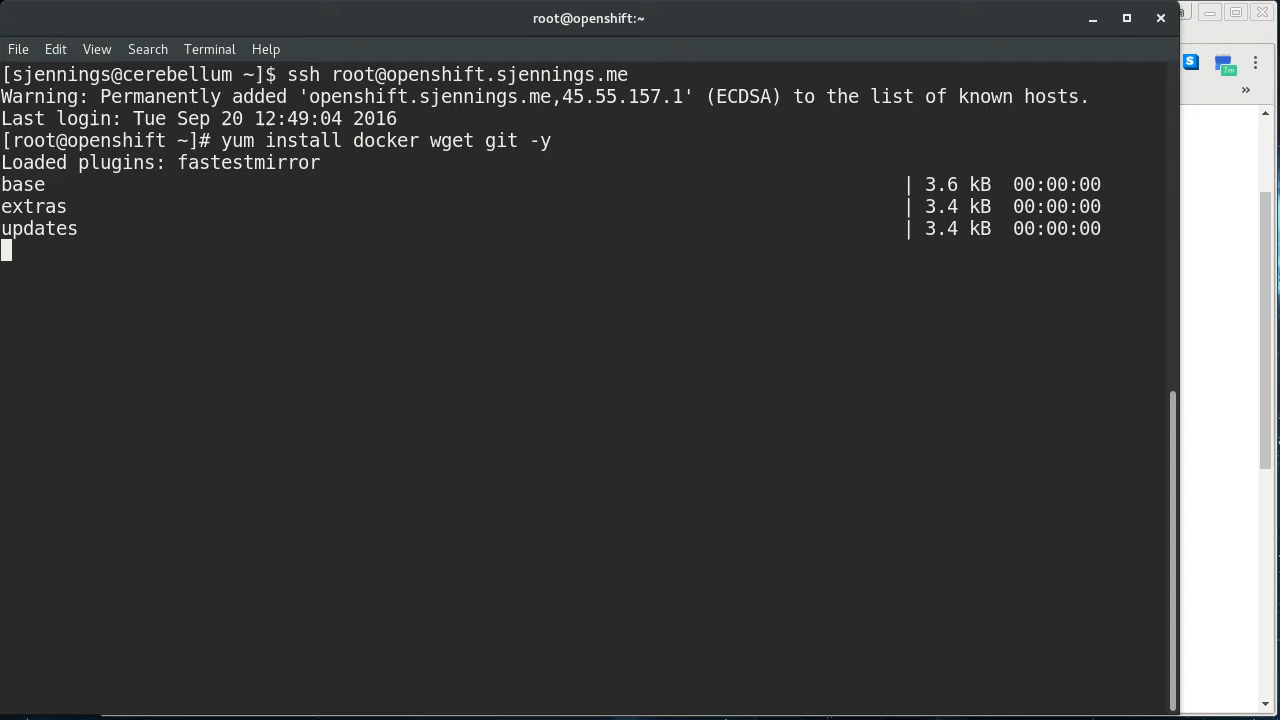 root@openshift:~
File Edit View Search Terminal Help
[sjennings@cerebellum ~]$ ssh root@openshift.sjennings.me
Warning: Permanently added 'openshift.sjennings.me,45.55.157.1' (ECDSA) to the list of known hosts.
Last login: Tue Sep 20 12:49:04 2016
[root@openshift ~]# yum install docker wget git -y
Loaded plugins: fastestmirror
base | 3.6 kB 00:00:00
extras | 3.4 kB 00:00:00
updates | 3.4 kB 00:00:00
S
7m
»